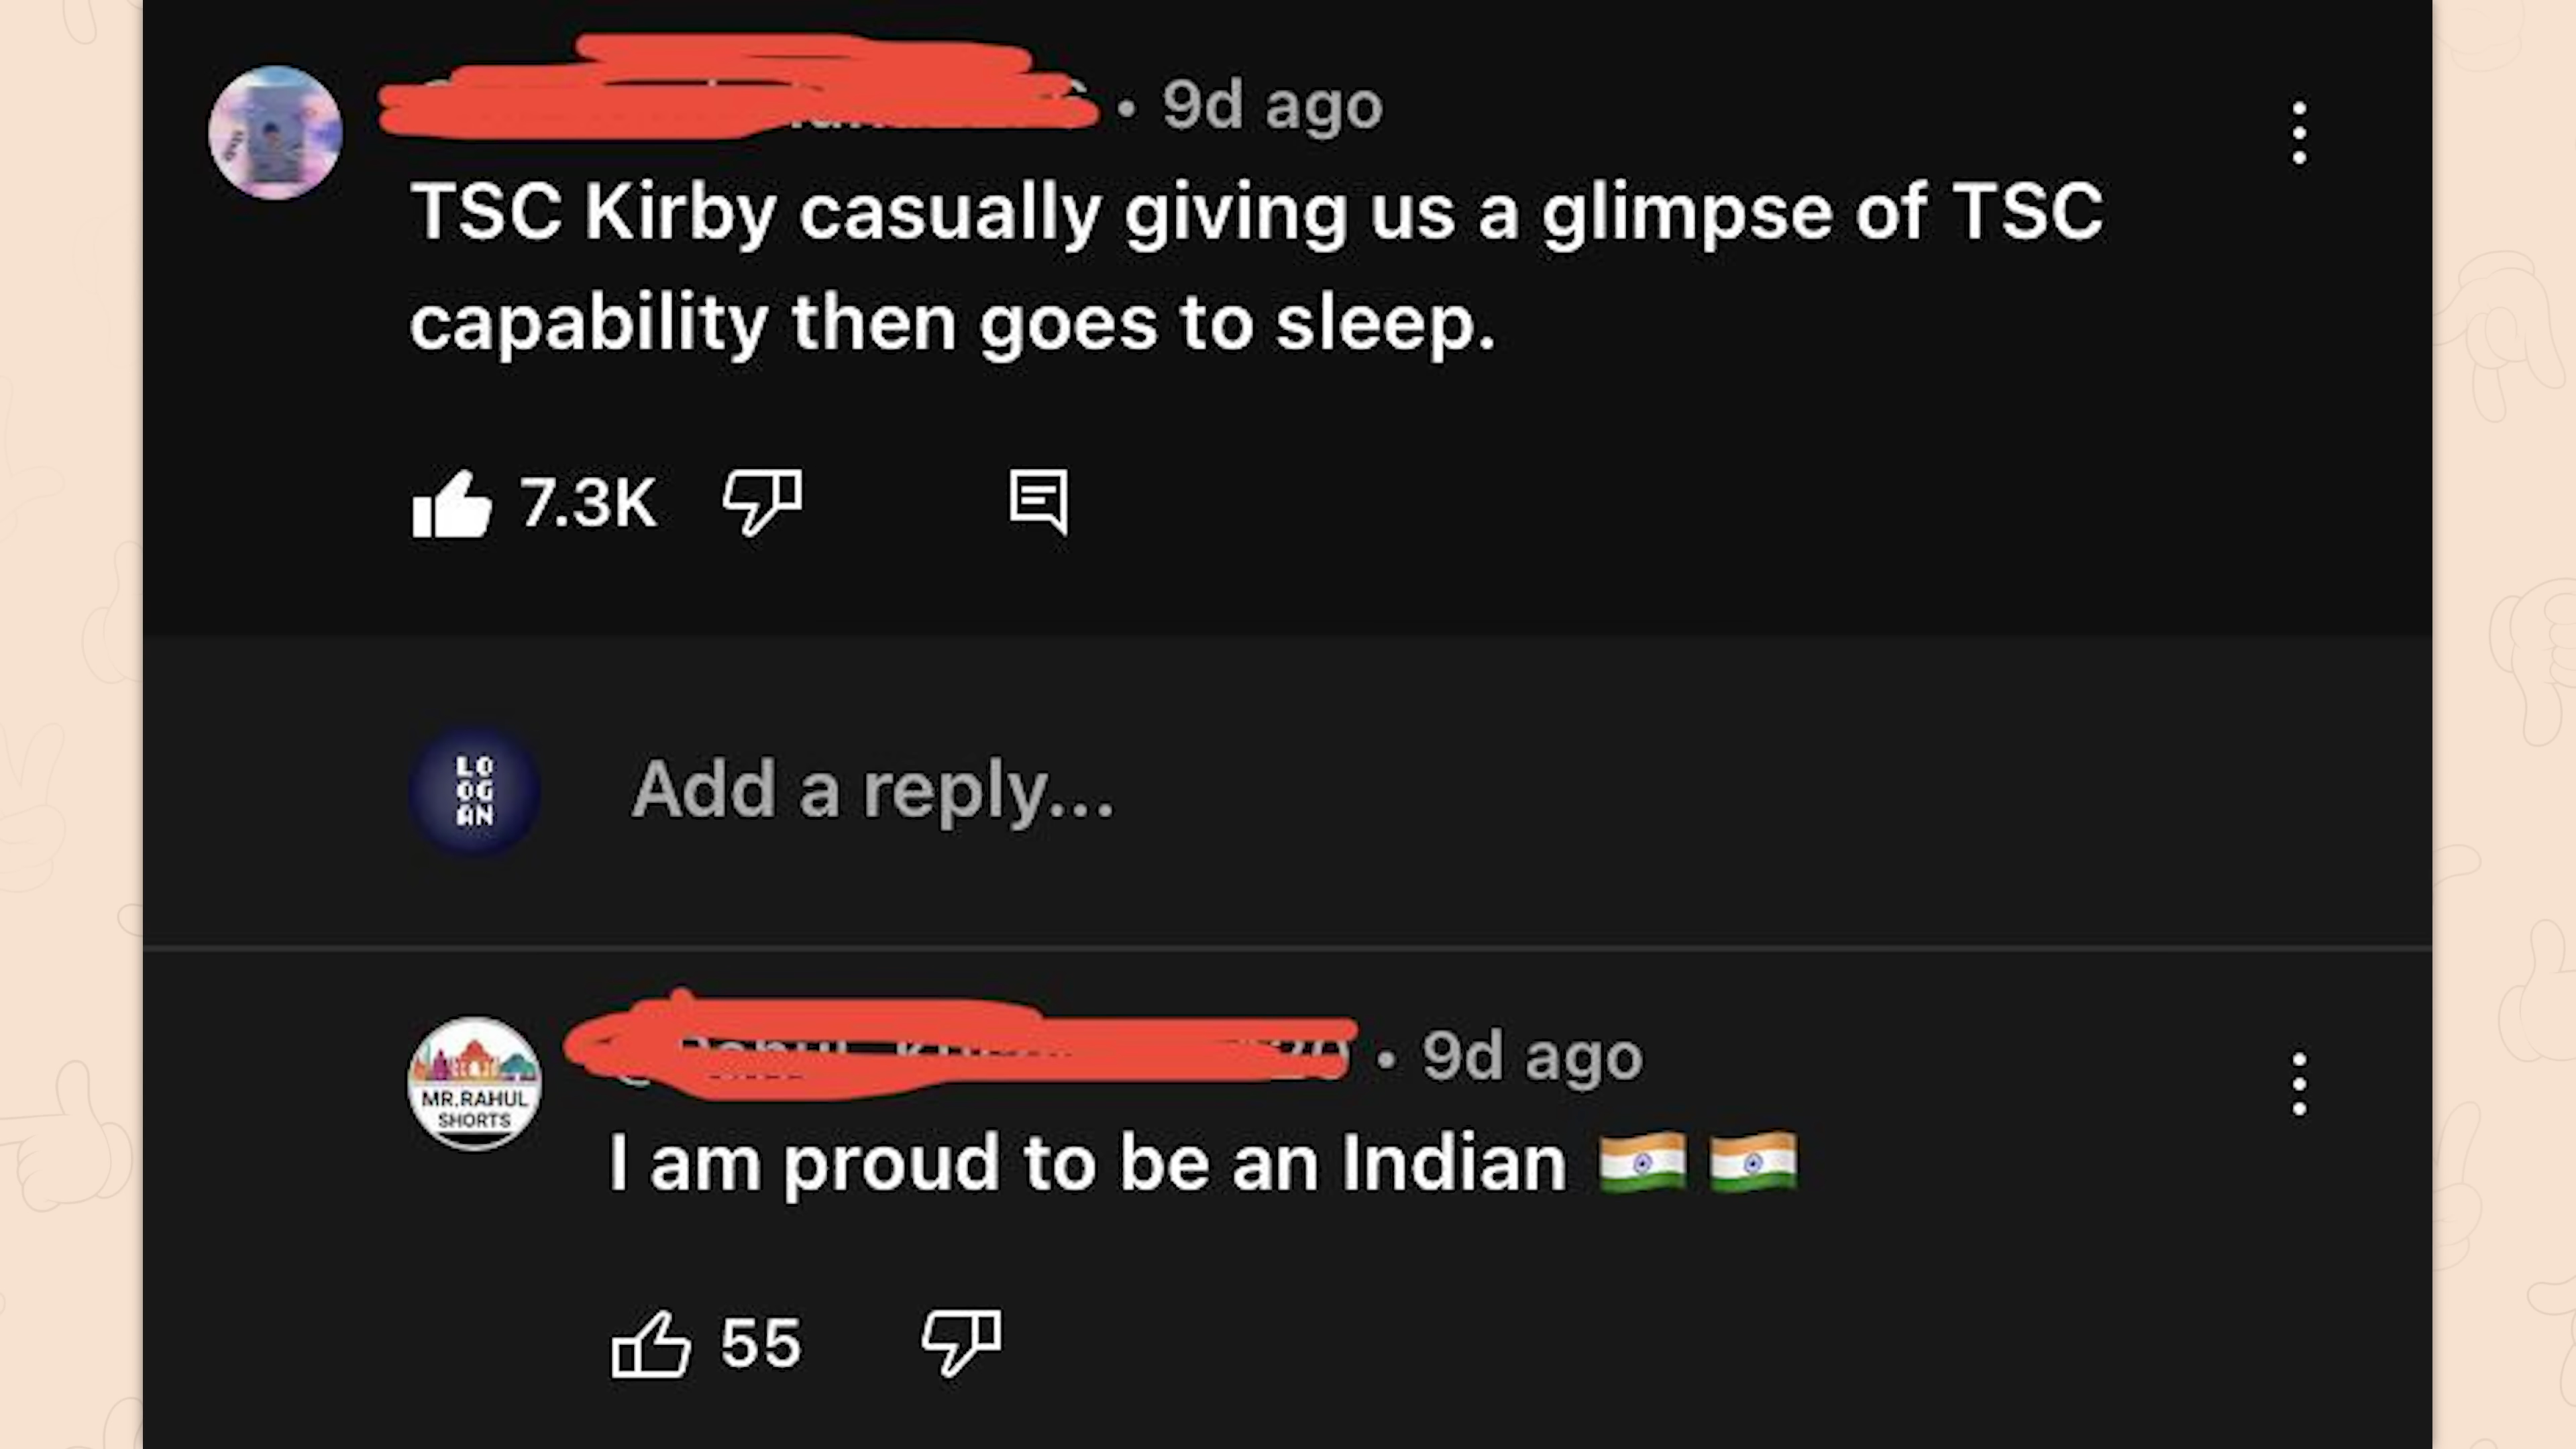 • 9d ago
TSC Kirby casually giving us a glimpse of TSC
capability then goes to sleep.
7.3K
LO
OG
AN
Add a reply...
• 9d ago
MR.RAHUL
SHORTS
I am proud to be an Indian 🇮🇳 🇮🇳
55